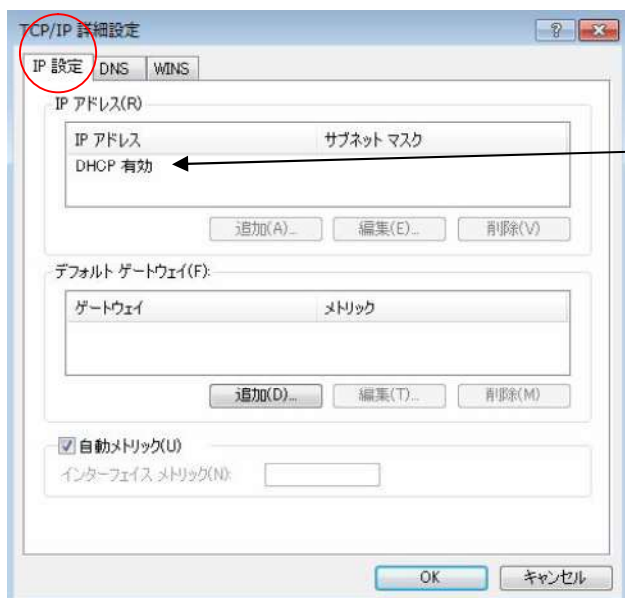 TCP/IP 詳細設定
IP 設定 DNS WINS
IP アドレス(R)
IP アドレス サブネット マスク
DHCP 有効
追加(A)... 編集(E)... 削除(V)
デフォルト ゲートウェイ(F):
ゲートウェイ メトリック
追加(D)... 編集(T)... 削除(M)
自動メトリック(U)
インターフェイス メトリック(N):
OK キャンセル